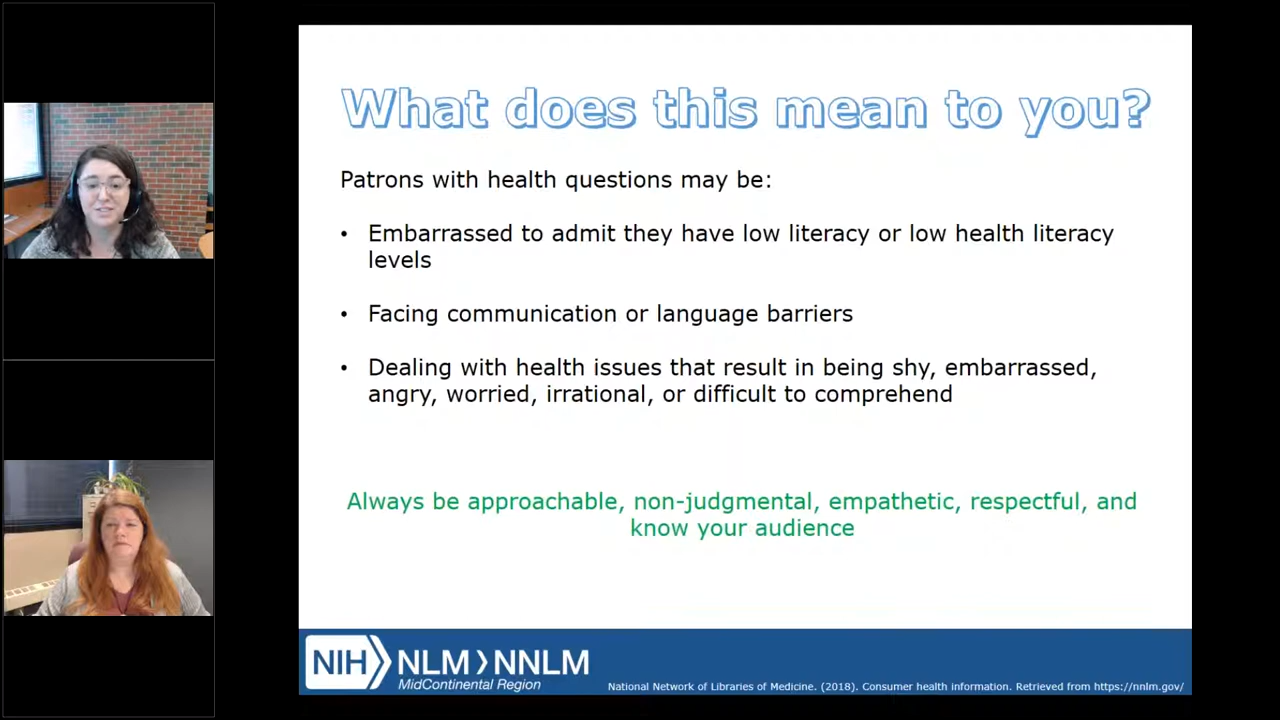 What does this mean to you?
Patrons with health questions may be:
• Embarrassed to admit they have low literacy or low health literacy
levels
• Facing communication or language barriers
• Dealing with health issues that result in being shy, embarrassed,
angry, worried, irrational, or difficult to comprehend
Always be approachable, non-judgmental, empathetic, respectful, and
know your audience
NIH NLM NNLM
MidContinental Region
National Network of Libraries of Medicine. (2018). Consumer health information. Retrieved from https://nnlm.gov/